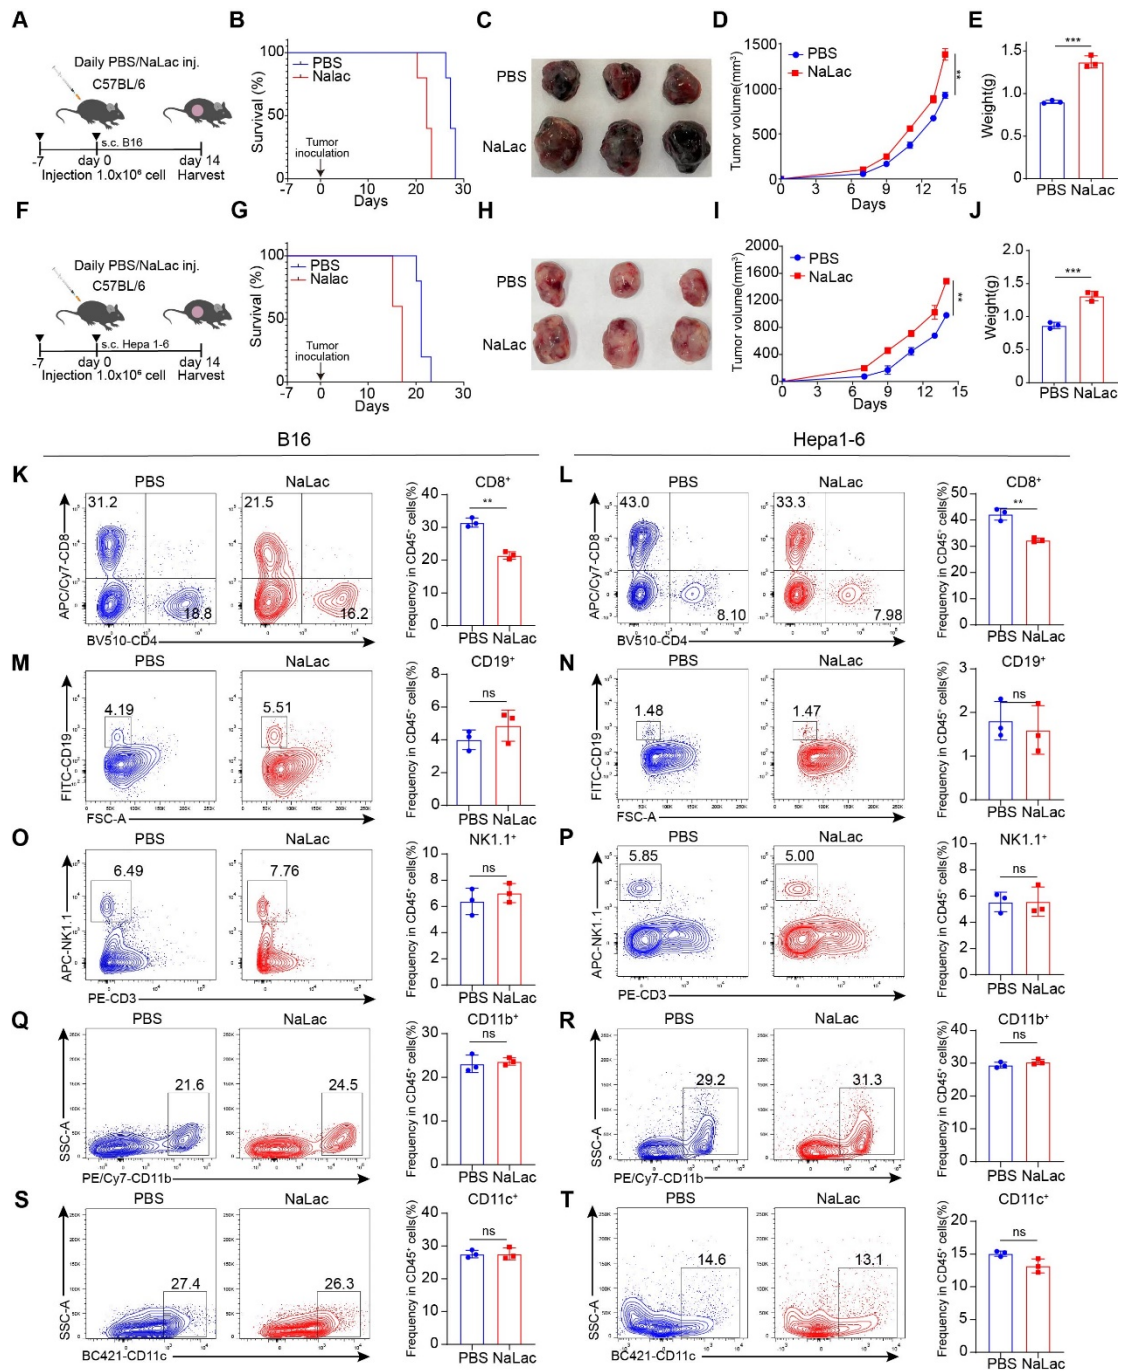 A
Daily PBS/NaLac inj.
C57BL/6
s.c. B16
-7 day 0 day 14
Injection 1.0x10⁶ cell Harvest
B
Survival (%)
100
50
0
PBS
Nalac
Tumor
inoculation
-7 0 10 20 30
Days
C
PBS
NaLac
D
Tumor volume(mm³)
1500
1000
500
0
PBS
NaLac
**
0 3 6 9 12 15
Days
E
Weight(g)
1.5
1.0
0.5
0.0
***
PBS NaLac
F
Daily PBS/NaLac inj.
C57BL/6
s.c. Hepa 1-6
-7 day 0 day 14
Injection 1.0x10⁶ cell Harvest
G
Survival (%)
100
50
0
PBS
Nalac
Tumor
inoculation
-7 0 10 20 30
Days
H
PBS
NaLac
I
Tumor volume(mm³)
2000
1600
1200
800
400
0
PBS
NaLac
**
0 3 6 9 12 15
Days
J
Weight(g)
2.0
1.5
1.0
0.5
0.0
***
PBS NaLac
B16
Hepa1-6
K
PBS NaLac
31.2 21.5
18.8 16.2
APC/Cy7-CD8
BV510-CD4
CD8⁺
**
Frequency in CD45⁺ cells(%)
40
30
20
10
0
PBS NaLac
L
PBS NaLac
43.0 33.3
8.10 7.98
APC/Cy7-CD8
BV510-CD4
CD8⁺
**
Frequency in CD45⁺ cells(%)
50
40
30
20
10
0
PBS NaLac
M
PBS NaLac
4.19 5.51
FITC-CD19
FSC-A
CD19⁺
ns
Frequency in CD45⁺ cells(%)
8
6
4
2
0
PBS NaLac
N
PBS NaLac
1.48 1.47
FITC-CD19
FSC-A
CD19⁺
ns
Frequency in CD45⁺ cells(%)
3
2
1
0
PBS NaLac
O
PBS NaLac
6.49 7.76
APC-NK1.1
PE-CD3
NK1.1⁺
ns
Frequency in CD45⁺ cells(%)
10
8
6
4
2
0
PBS NaLac
P
PBS NaLac
5.85 5.00
APC-NK1.1
PE-CD3
NK1.1⁺
ns
Frequency in CD45⁺ cells(%)
10
8
6
4
2
0
PBS NaLac
Q
PBS NaLac
21.6 24.5
SSC-A
PE/Cy7-CD11b
CD11b⁺
ns
Frequency in CD45⁺ cells(%)
30
20
10
0
PBS NaLac
R
PBS NaLac
29.2 31.3
SSC-A
PE/Cy7-CD11b
CD11b⁺
ns
Frequency in CD45⁺ cells(%)
40
30
20
10
0
PBS NaLac
S
PBS NaLac
27.4 26.3
SSC-A
BC421-CD11c
CD11c⁺
ns
Frequency in CD45⁺ cells(%)
40
30
20
10
0
PBS NaLac
T
PBS NaLac
14.6 13.1
SSC-A
BC421-CD11c
CD11c⁺
ns
Frequency in CD45⁺ cells(%)
20
15
10
5
0
PBS NaLac